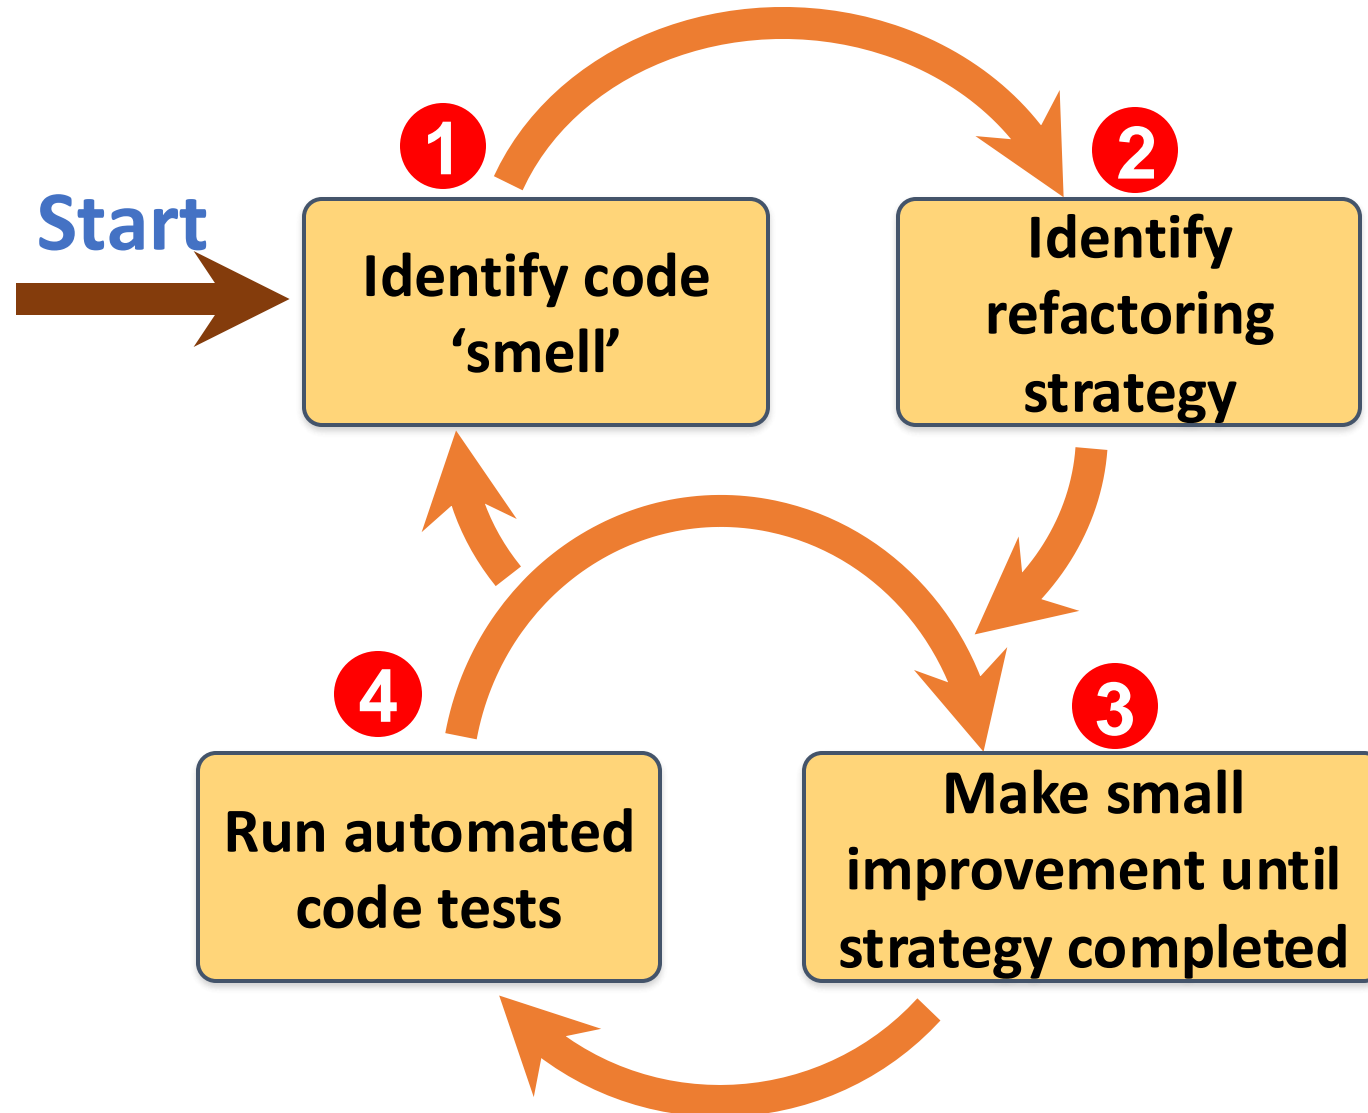 Start
1
Identify code
‘smell’
2
Identify
refactoring
strategy
4
Run automated
code tests
3
Make small
improvement until
strategy completed